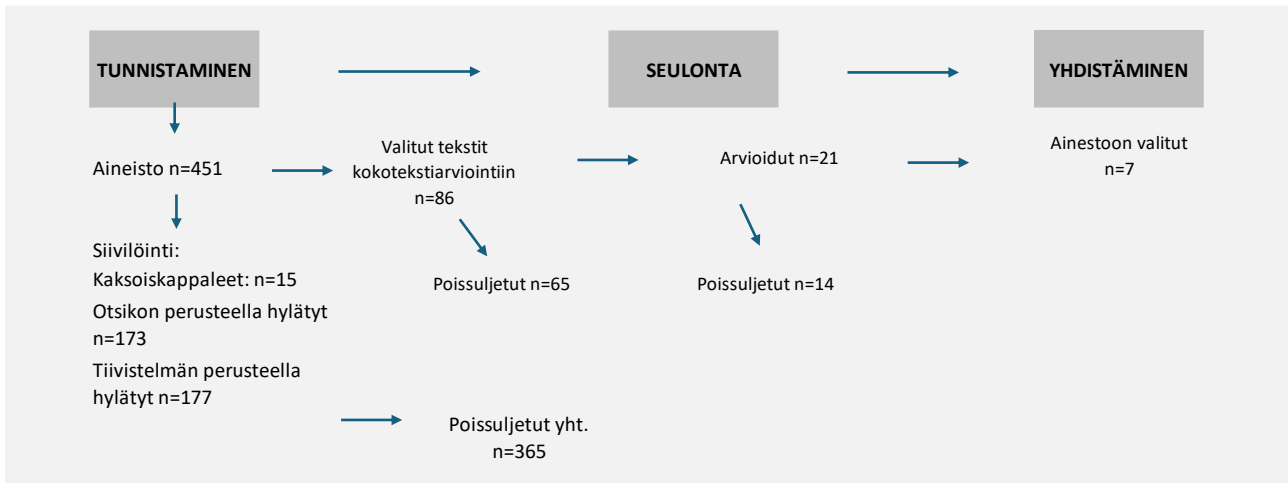 TUNNISTAMINEN
SEULONTA
YHDISTÄMINEN
Aineisto n=451
Valitut tekstit
kokotekstiarviointiin
n=86
Arvioidut n=21
Ainestoon valitut
n=7
Siivilöinti:
Kaksoiskappaleet: n=15
Otsikon perusteella hylätyt
n=173
Tiivistelmän perusteella
hylätyt n=177
Poissuljetut n=65
Poissuljetut n=14
Poissuljetut yht.
n=365